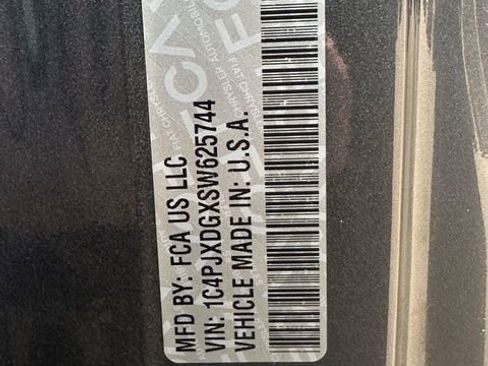 MFD BY: FCA US LLC
VIN: 1C4PJXDGXSW625744
VEHICLE MADE IN: U.S.A.